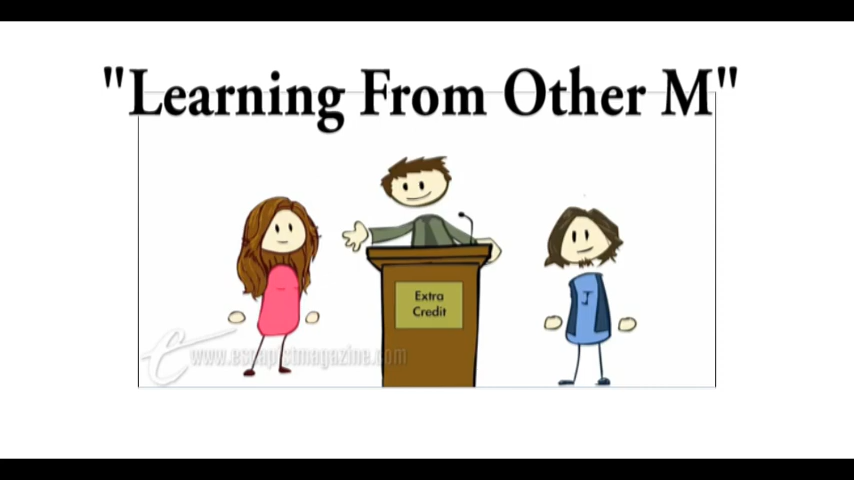 "Learning From Other M"
Extra
Credit
J
www.escapistmagazine.com